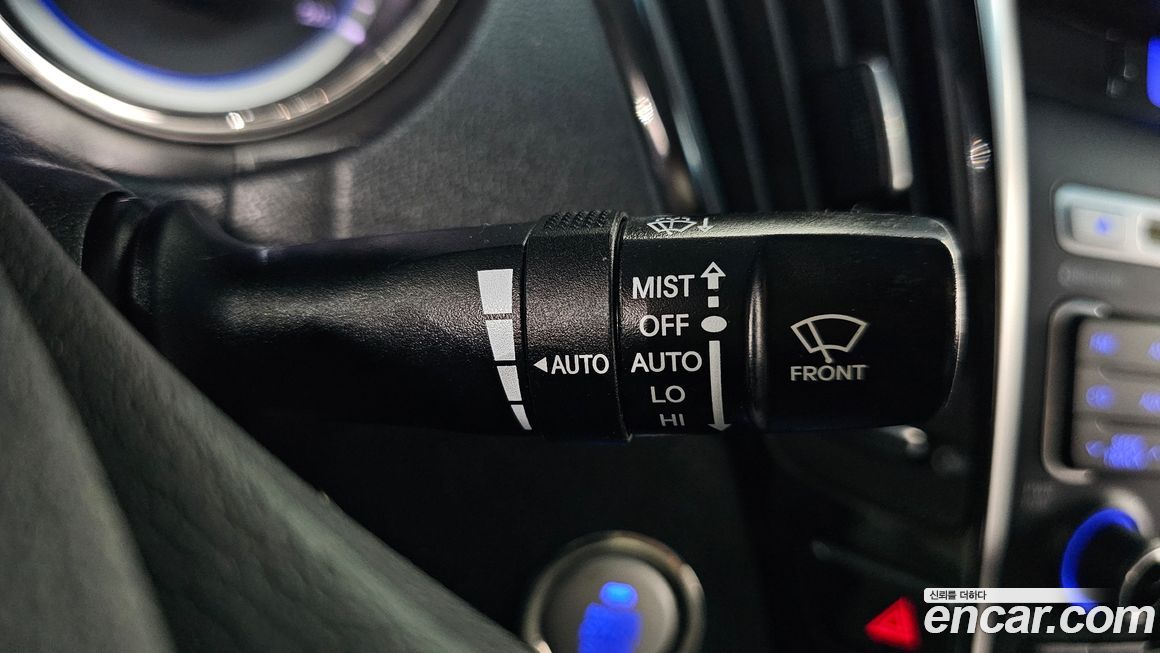 MIST
OFF
◄AUTO
AUTO
LO
HI
FRONT
신뢰를 더하다
encar.com